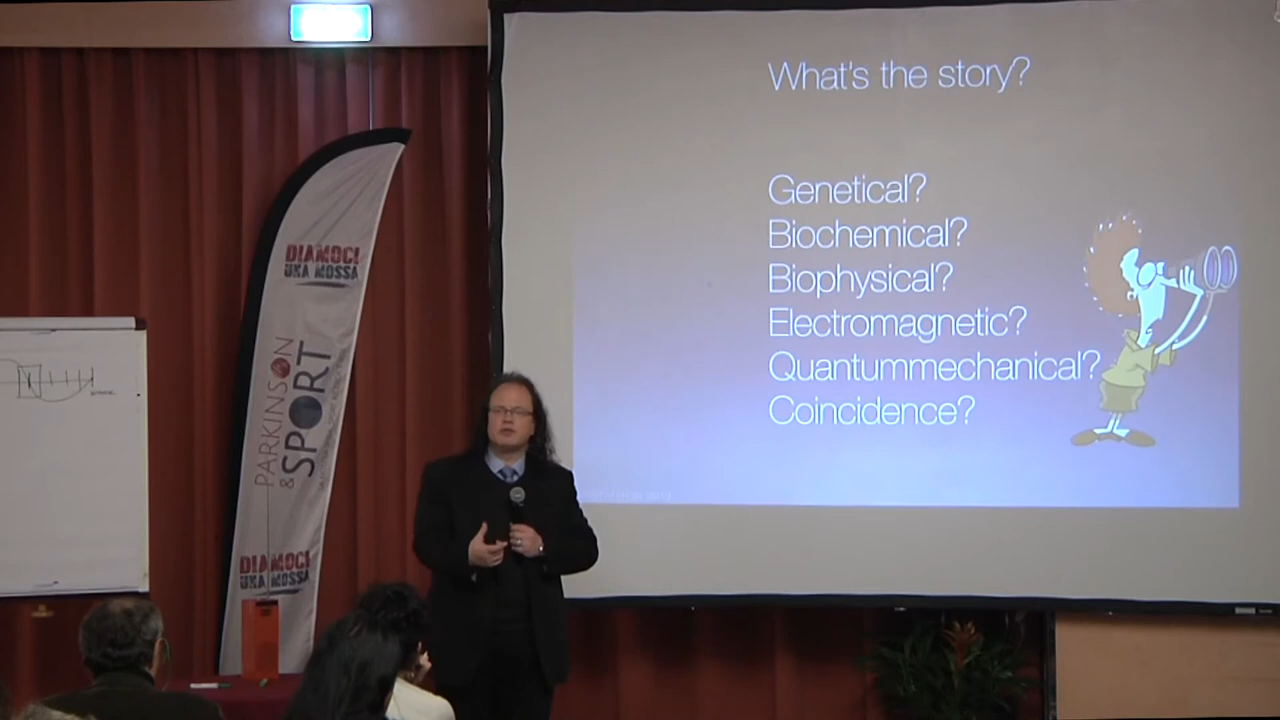 What's the story?
Genetical?
Biochemical?
Biophysical?
Electromagnetic?
Quantummechanical?
Coincidence?
DIAMOCI
UNA MOSSA
PARKINSON
& SPORT
DIAMOCI
UNA MOSSA